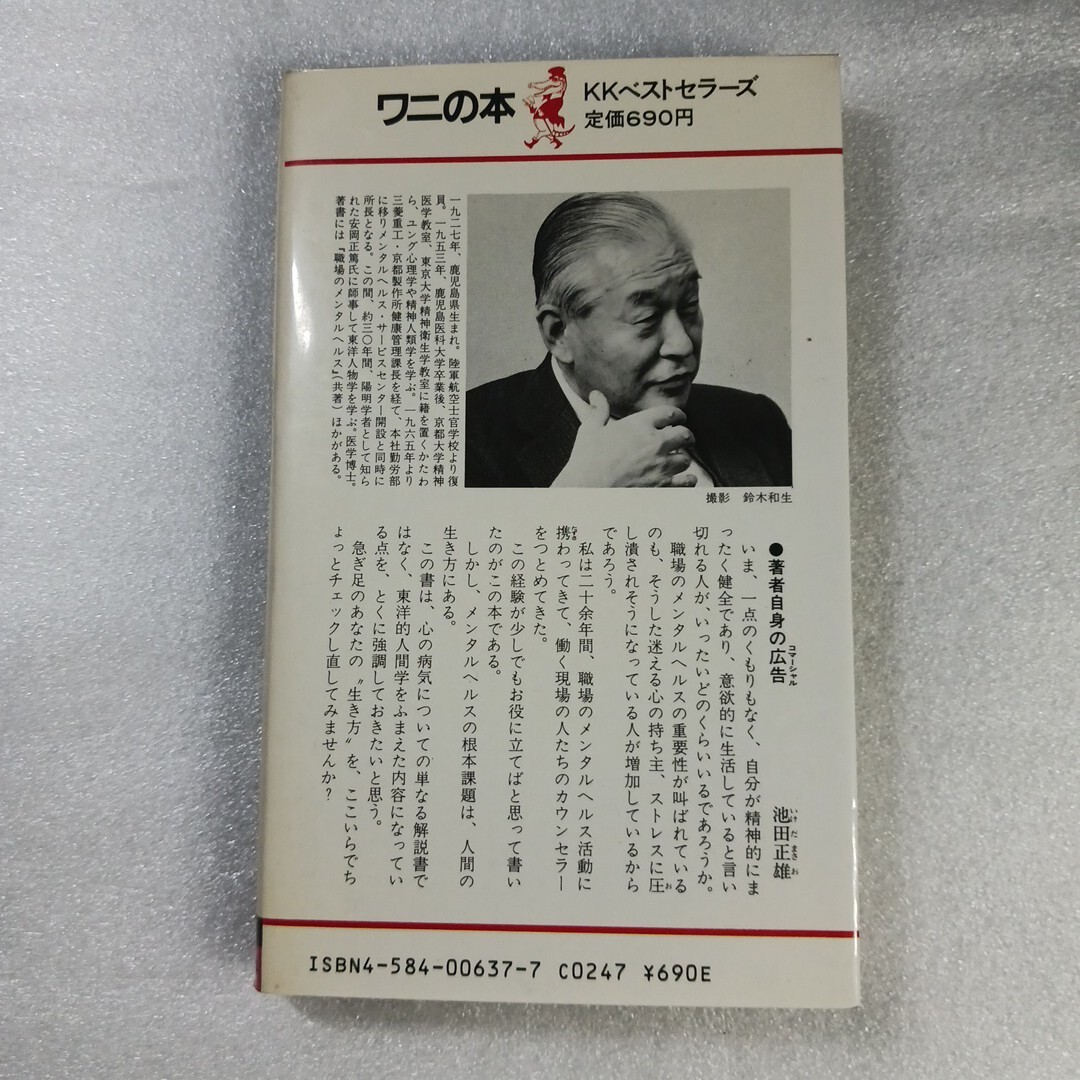 ワニの本
KKベストセラーズ
定価690円
一九二七年、鹿児島県生まれ。陸軍航空士官学校より復
員。一九五三年、鹿児島医科大学卒業後、京都大学精神
医学教室、東京大学精神衛生学教室に籍を置くかたわ
ら、ユング心理学や精神人類学を学ぶ。一九六五年より
三菱重工・京都製作所健康管理課長を経て、本社勤労部
に移りメンタルヘルス・サービスセンター開設と同時に
所長となる。この間、約三〇年間、陽明学者として知ら
れた安岡正篤氏に師事して東洋人物学を学ぶ。医学博士。
著書には『職場のメンタルヘルス』(共著)ほかがある。
撮影 鈴木和生
●著者自身の広告
コマーシャル
池田正雄
いけだ まさお
いま、一点のくもりもなく、自分が精神的にま
ったく健全であり、意欲的に生活していると言い
切れる人が、いったいどのくらいいるであろうか。
職場のメンタルヘルスの重要性が叫ばれている
のも、そうした迷える心の持ち主、ストレスに圧
お
し潰されそうになっている人が増加しているから
であろう。
私は二十余年間、職場のメンタルヘルス活動に
携わってきて、働く現場の人たちのカウンセラー
たずさ
をつとめてきた。
この経験が少しでもお役に立てばと思って書い
たのがこの本である。
しかし、メンタルヘルスの根本課題は、人間の
生き方にある。
この書は、心の病気についての単なる解説書で
はなく、東洋的人間学をふまえた内容になってい
る点を、とくに強調しておきたいと思う。
急ぎ足のあなたの〝生き方〟を、ここいらでち
ょっとチェックし直してみませんか?
ISBN4-584-00637-7 C0247 ¥690E